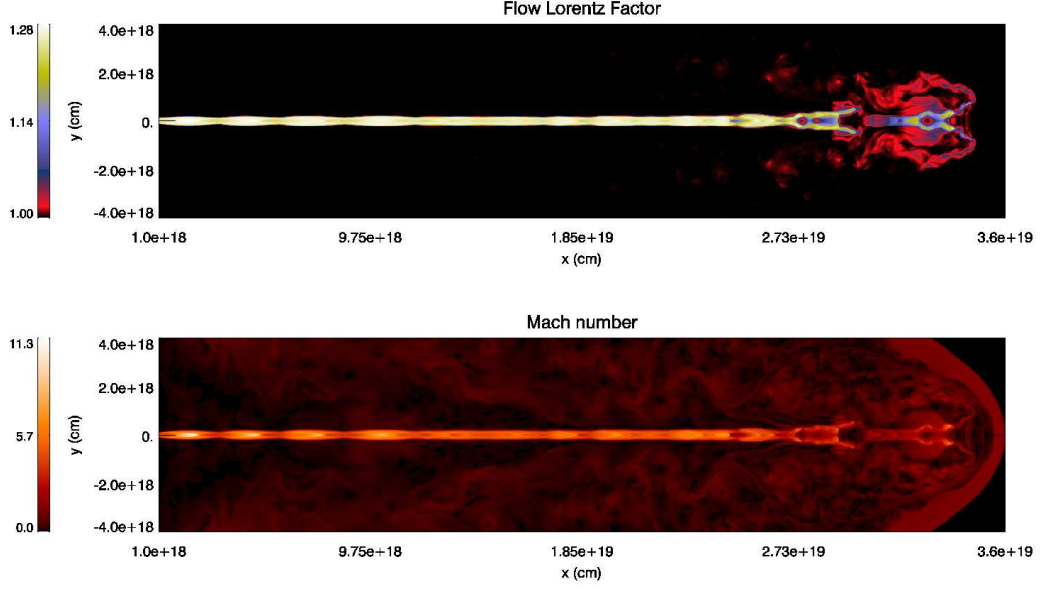 Flow Lorentz Factor
1.28
1.14
1.00
y (cm)
4.0e+18
2.0e+18
0.
-2.0e+18
-4.0e+18
1.0e+18 9.75e+18 1.85e+19 2.73e+19 3.6e+19
x (cm)
Mach number
11.3
5.7
0.0
y (cm)
4.0e+18
2.0e+18
0.
-2.0e+18
-4.0e+18
1.0e+18 9.75e+18 1.85e+19 2.73e+19 3.6e+19
x (cm)